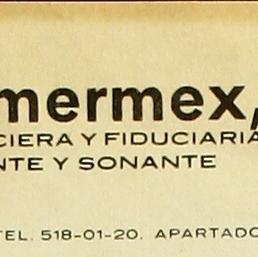 mermex,
CIERA Y FIDUCIARIA
NTE Y SONANTE
TEL. 518-01-20. APARTADO